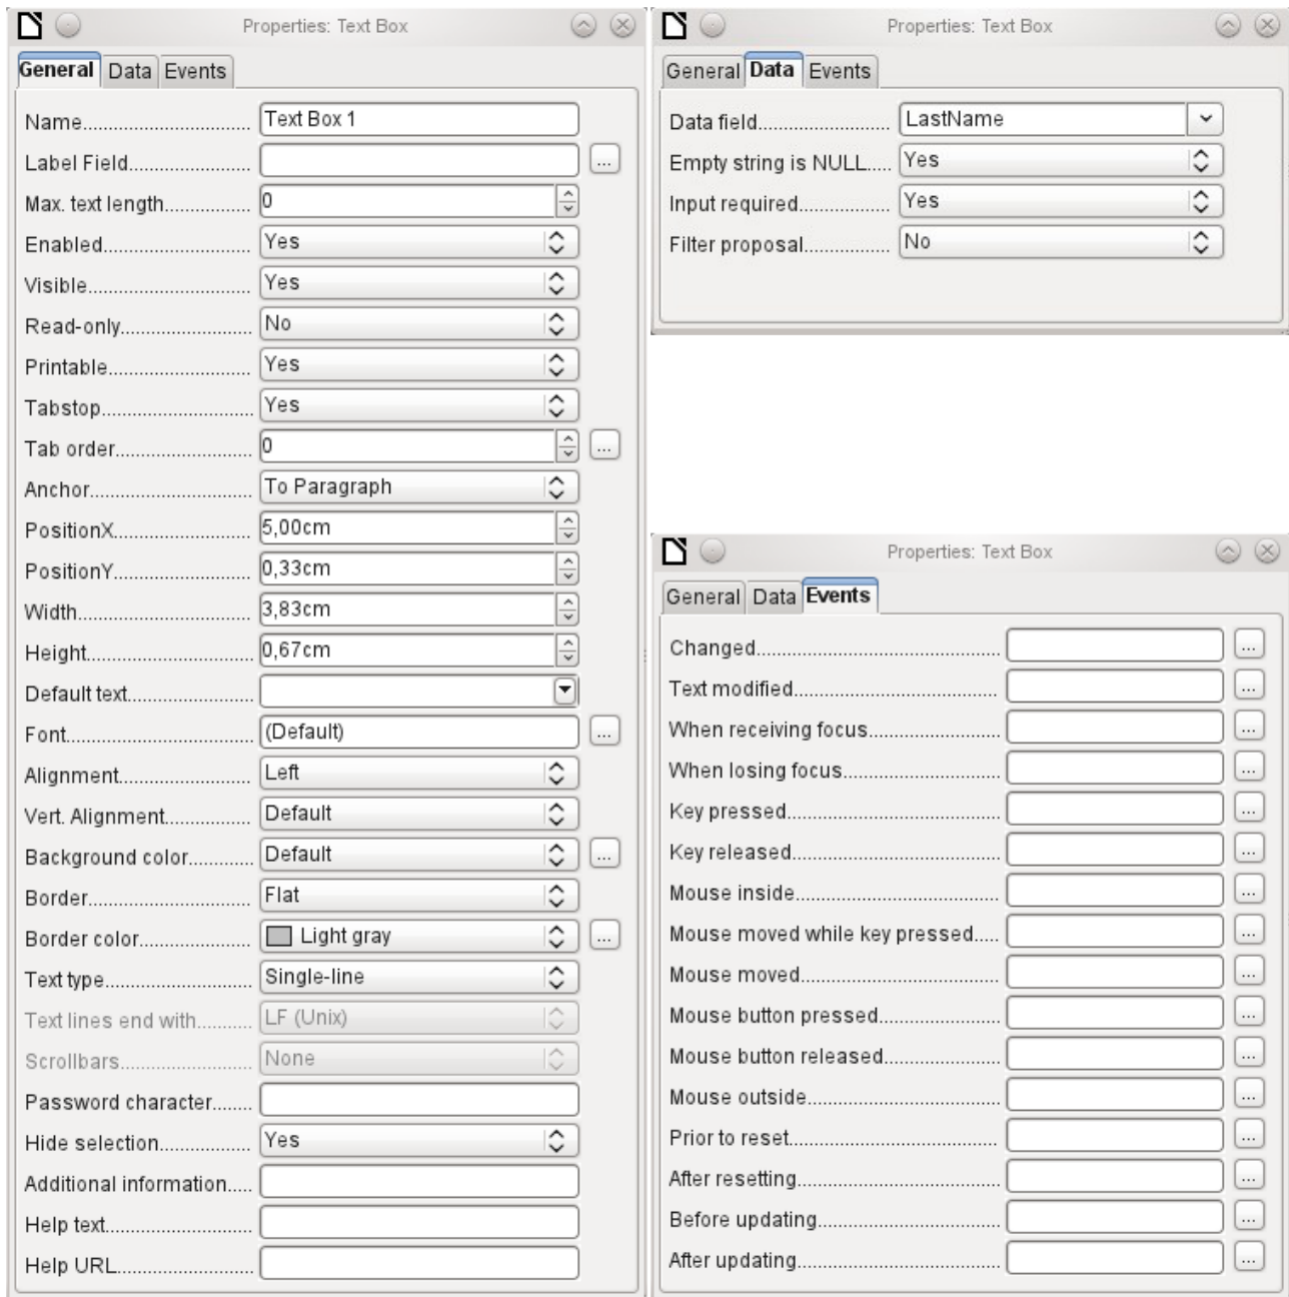 Properties: Text Box
General Data Events
Name............................... Text Box 1
Label Field........................ ...
Max. text length................ 0
Enabled........................... Yes
Visible.............................. Yes
Read-only........................ No
Printable.......................... Yes
Tabstop............................ Yes
Tab order......................... 0 ...
Anchor.............................. To Paragraph
PositionX.......................... 5,00cm
PositionY.......................... 0,33cm
Width................................ 3,83cm
Height............................... 0,67cm
Default text....................... 
Font.................................. (Default) ...
Alignment......................... Left
Vert. Alignment................ Default
Background color............ Default ...
Border............................... Flat
Border color..................... Light gray ...
Text type........................... Single-line
Text lines end with.......... LF (Unix)
Scrollbars........................ None
Password character........
Hide selection................. Yes
Additional information.....
Help text...........................
Help URL.........................
Properties: Text Box
General Data Events
Data field......................... LastName
Empty string is NULL..... Yes
Input required................. Yes
Filter proposal................ No
Properties: Text Box
General Data Events
Changed.......................................... ...
Text modified................................... ...
When receiving focus...................... ...
When losing focus........................... ...
Key pressed..................................... ...
Key released.................................... ...
Mouse inside................................... ...
Mouse moved while key pressed..... ...
Mouse moved.................................. ...
Mouse button pressed..................... ...
Mouse button released.................... ...
Mouse outside................................. ...
Prior to reset.................................... ...
After resetting................................... ...
Before updating................................ ...
After updating................................... ...